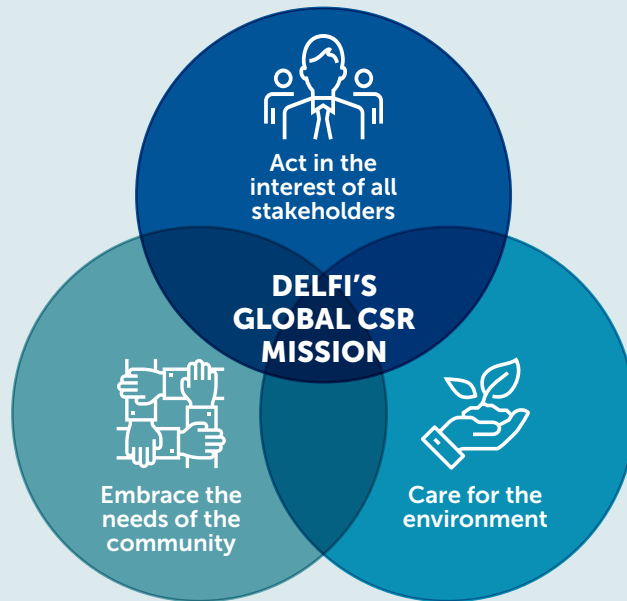 Act in the
interest of all
stakeholders
DELFI'S
GLOBAL CSR
MISSION
Embrace the
needs of the
community
Care for the
environment